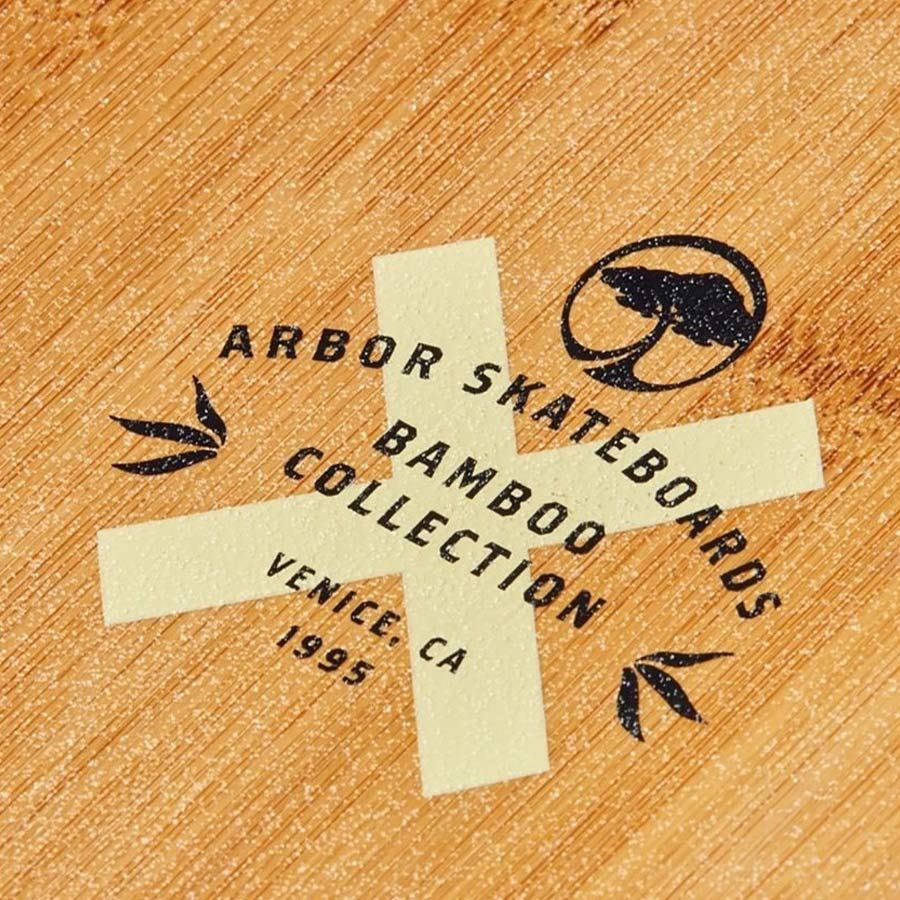 ARBOR SKATEBOARDS
BAMBOO
COLLECTION
VENICE, CA
1995